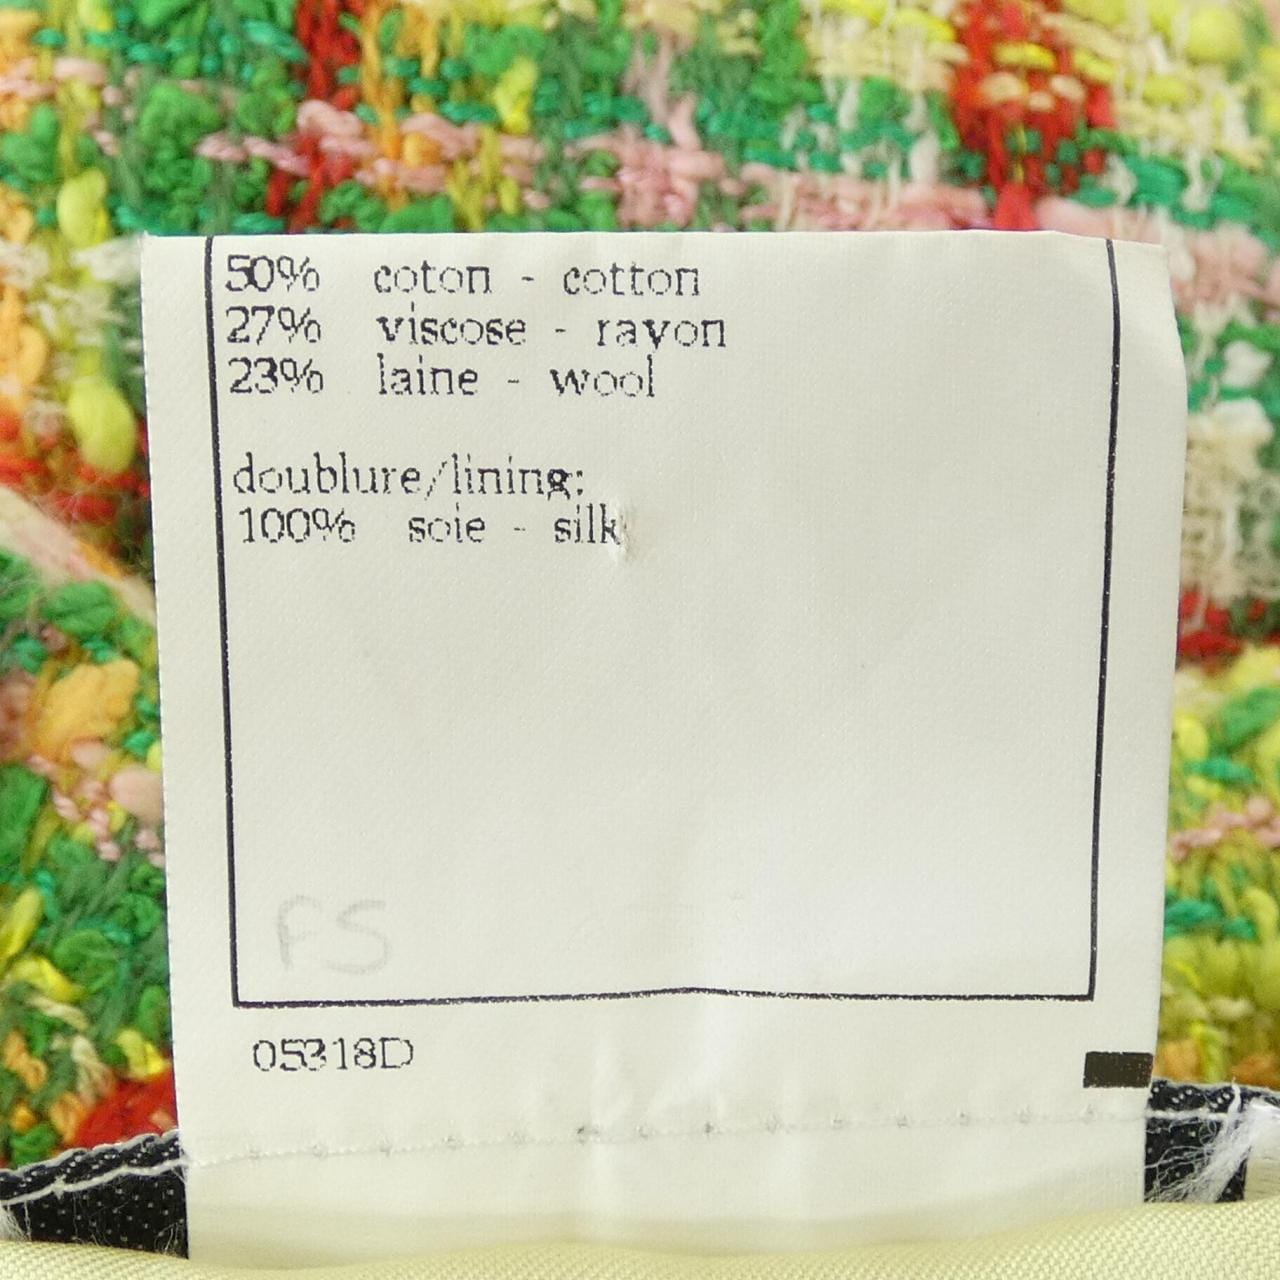 50% coton - cotton
27% viscose - rayon
23% laine - wool
doublure/lining:
100% soie - silk
FS
05318D